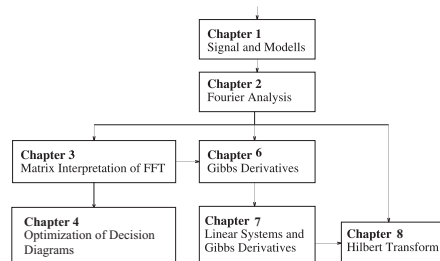 Chapter 1
Signal and Modells
Chapter 2
Fourier Analysis
Chapter 3
Matrix Interpretation of FFT
Chapter 6
Gibbs Derivatives
Chapter 4
Optimization of Decision
Diagrams
Chapter 7
Linear Systems and
Gibbs Derivatives
Chapter 8
Hilbert Transform